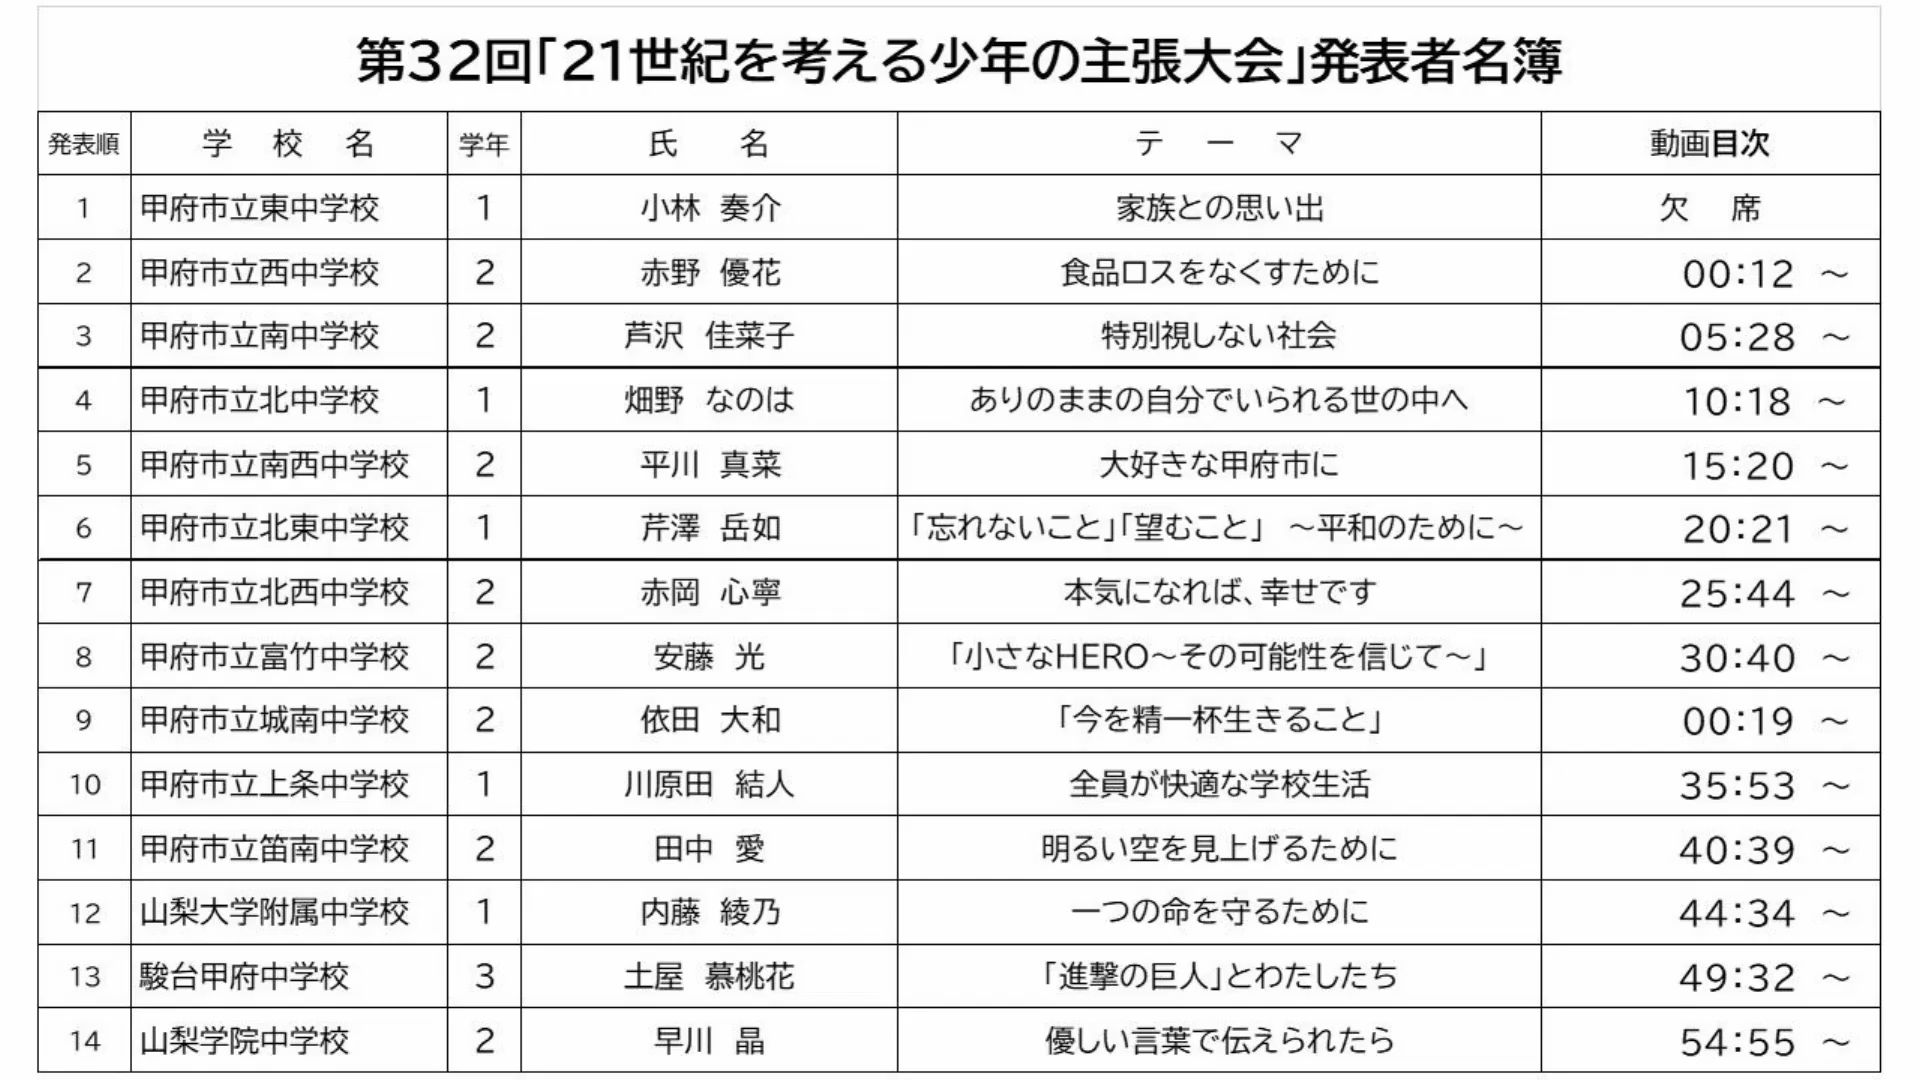 第32回「21世紀を考える少年の主張大会」発表者名簿
発表順 学校名 学年 氏名 テーマ 動画目次
1 甲府市立東中学校 1 小林 奏介 家族との思い出 欠席
2 甲府市立西中学校 2 赤野 優花 食品ロスをなくすために 00:12 ～
3 甲府市立南中学校 2 芦沢 佳菜子 特別視しない社会 05:28 ～
4 甲府市立北中学校 1 畑野 なのは ありのままの自分でいられる世の中へ 10:18 ～
5 甲府市立南西中学校 2 平川 真菜 大好きな甲府市に 15:20 ～
6 甲府市立北東中学校 1 芹澤 岳如 「忘れないこと」「望むこと」 ～平和のために～ 20:21 ～
7 甲府市立北西中学校 2 赤岡 心寧 本気になれば、幸せです 25:44 ～
8 甲府市立富竹中学校 2 安藤 光 「小さなHERO～その可能性を信じて～」 30:40 ～
9 甲府市立城南中学校 2 依田 大和 「今を精一杯生きること」 00:19 ～
10 甲府市立上条中学校 1 川原田 結人 全員が快適な学校生活 35:53 ～
11 甲府市立笛南中学校 2 田中 愛 明るい空を見上げるために 40:39 ～
12 山梨大学附属中学校 1 内藤 綾乃 一つの命を守るために 44:34 ～
13 駿台甲府中学校 3 土屋 慕桃花 「進撃の巨人」とわたしたち 49:32 ～
14 山梨学院中学校 2 早川 晶 優しい言葉で伝えられたら 54:55 ～